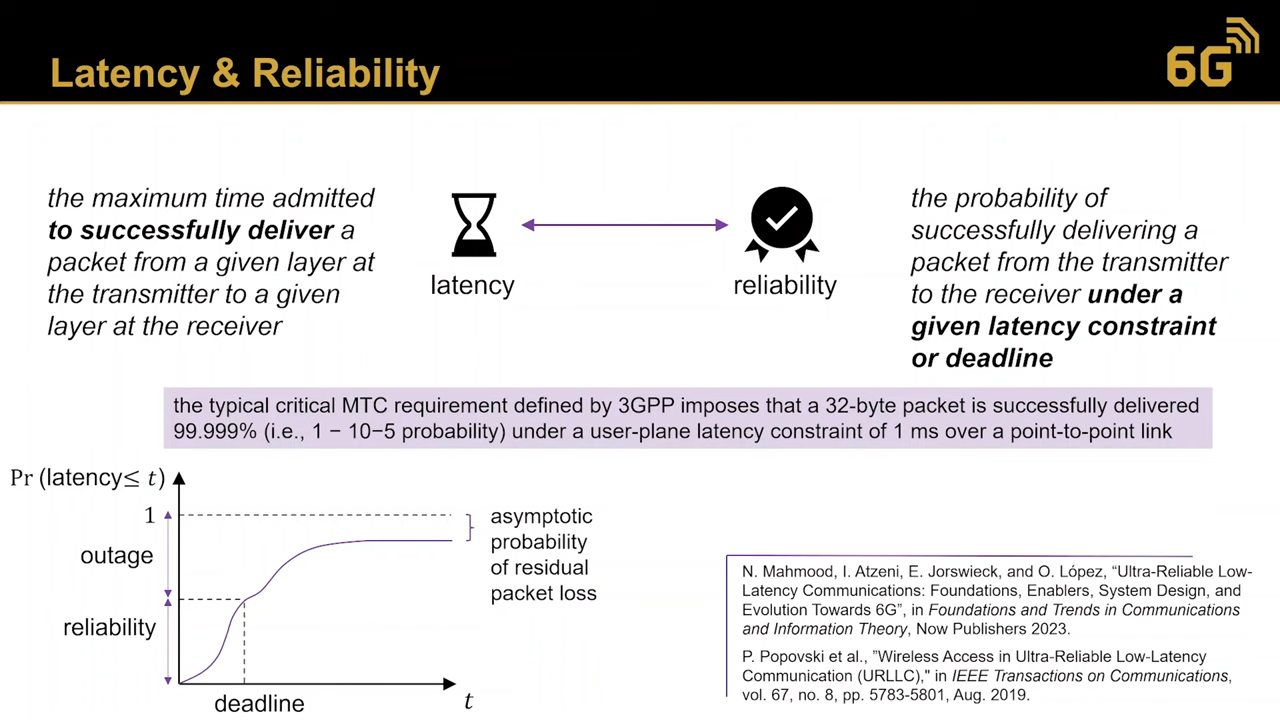 Latency & Reliability
6G
the maximum time admitted
to successfully deliver a
packet from a given layer at
the transmitter to a given
layer at the receiver
latency
reliability
the probability of
successfully delivering a
packet from the transmitter
to the receiver under a
given latency constraint
or deadline
the typical critical MTC requirement defined by 3GPP imposes that a 32-byte packet is successfully delivered
99.999% (i.e., 1 − 10−5 probability) under a user-plane latency constraint of 1 ms over a point-to-point link
Pr (latency≤ t)
1
outage
reliability
deadline
t
asymptotic
probability
of residual
packet loss
N. Mahmood, I. Atzeni, E. Jorswieck, and O. López, “Ultra-Reliable Low-
Latency Communications: Foundations, Enablers, System Design, and
Evolution Towards 6G”, in Foundations and Trends in Communications
and Information Theory, Now Publishers 2023.
P. Popovski et al., ”Wireless Access in Ultra-Reliable Low-Latency
Communication (URLLC)," in IEEE Transactions on Communications,
vol. 67, no. 8, pp. 5783-5801, Aug. 2019.